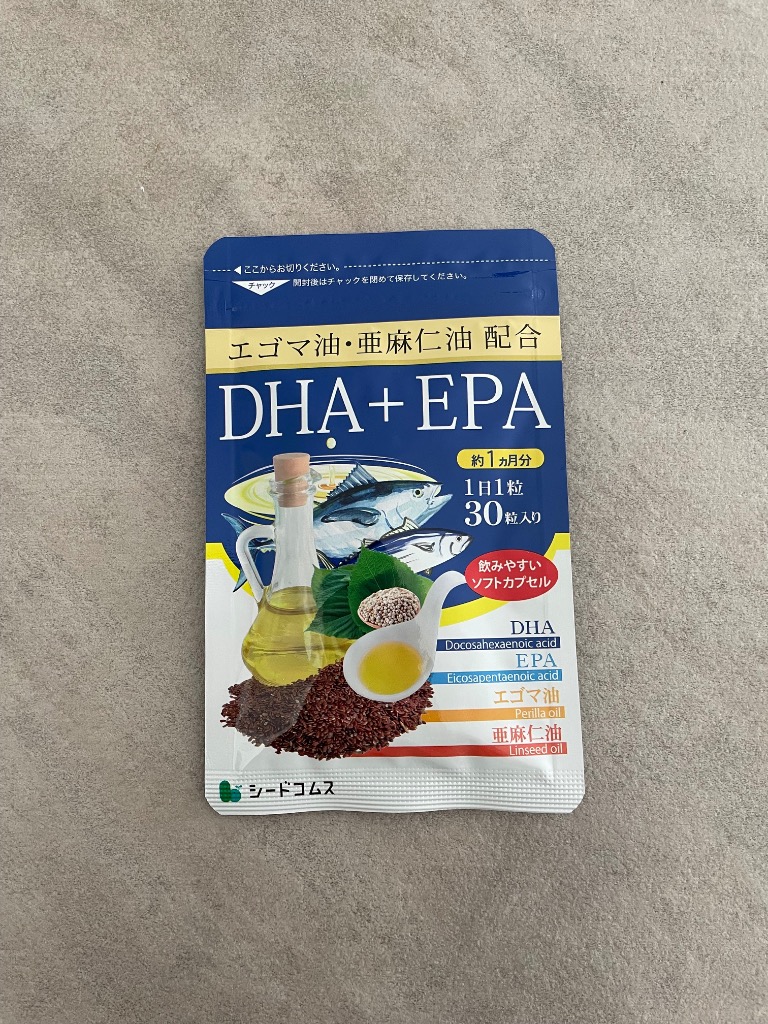 ここからお切りください。
チャック 開封後はチャックを閉めて保存してください。
エゴマ油・亜麻仁油 配合
DHA+EPA
約1ヵ月分
1日1粒
30粒入り
飲みやすい
ソフトカプセル
DHA
Docosahexaenoic acid
EPA
Eicosapentaenoic acid
エゴマ油
Perilla oil
亜麻仁油
Linseed oil
シードコムス